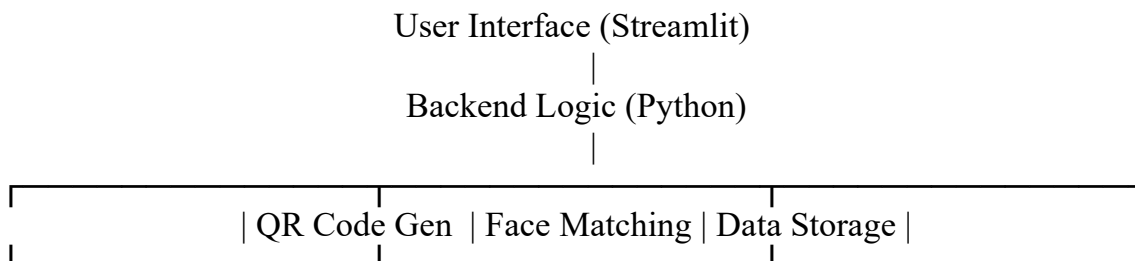 User Interface (Streamlit)
|
Backend Logic (Python)
|
| QR Code Gen | Face Matching | Data Storage |